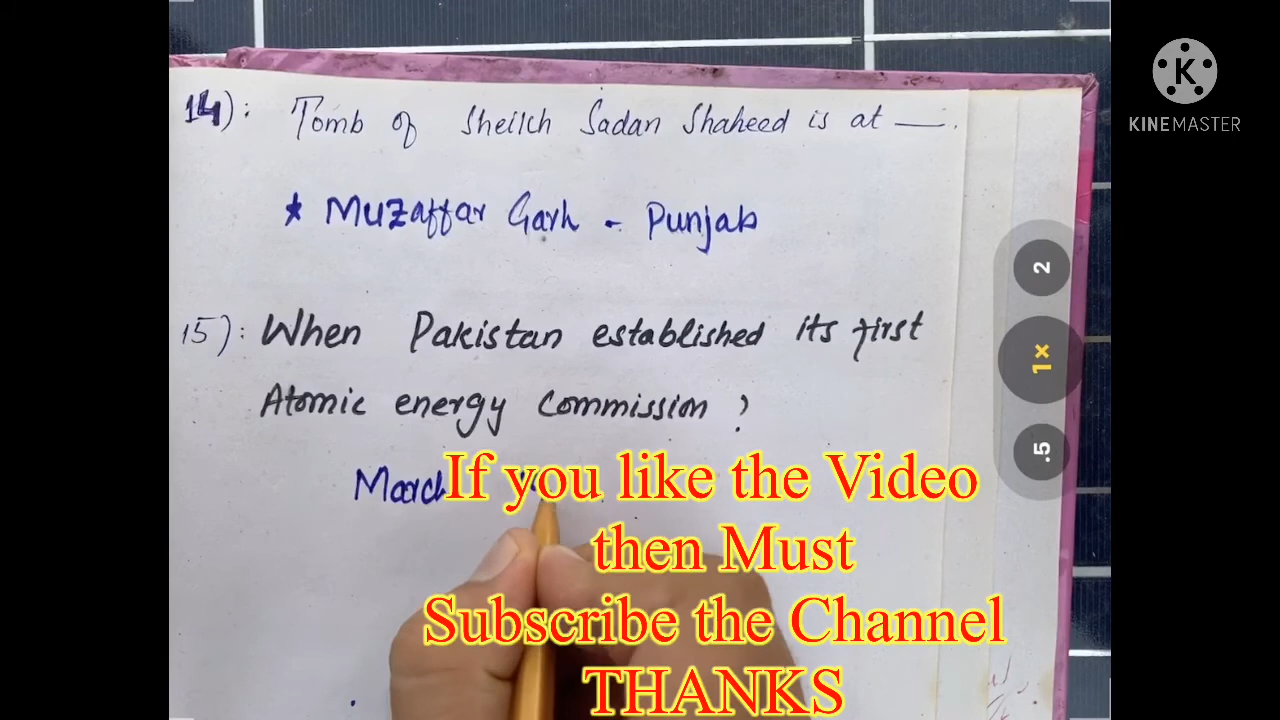 14): Tomb of Sheikh Sadan Shaheed is at —.
* Muzaffar Garh - Punjab
15): When Pakistan established its first
Atomic energy commission ?
March
If you like the Video
then Must
Subscribe the Channel
THANKS
KINEMASTER
2
1×
.5